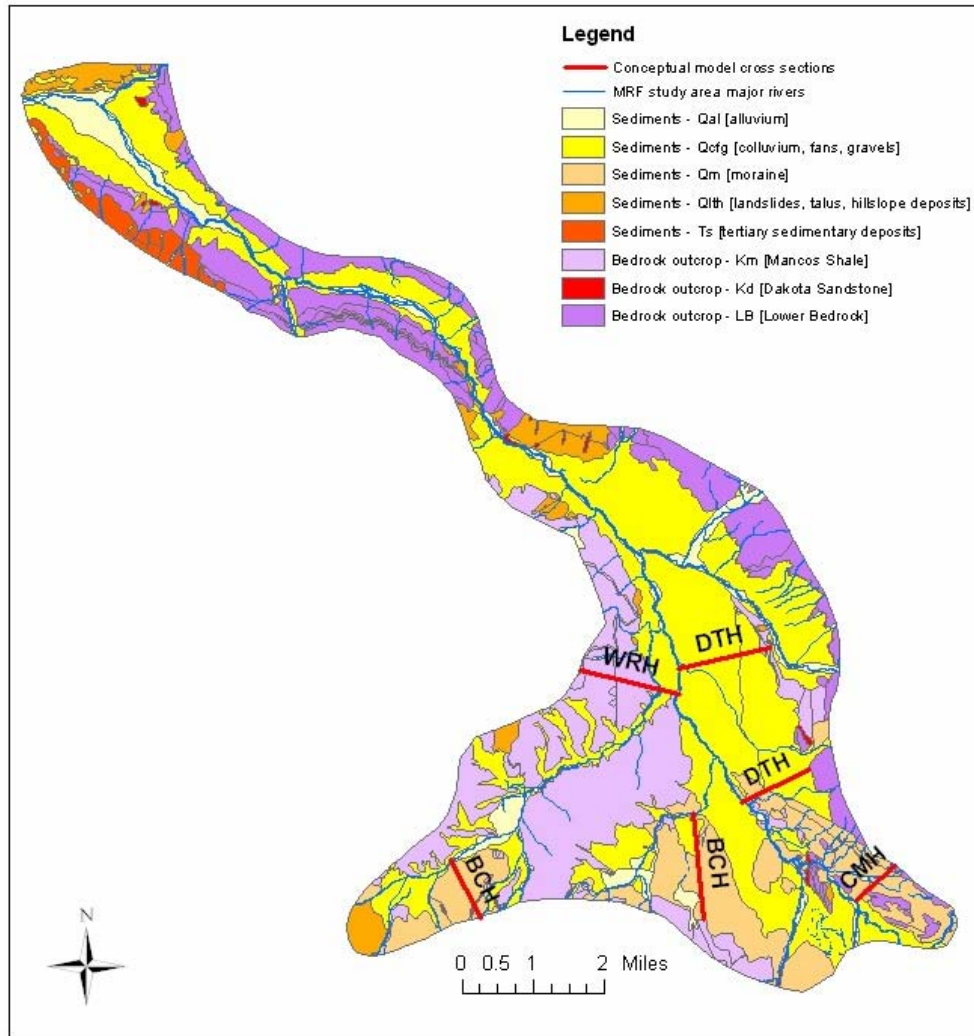 Legend
Conceptual model cross sections
MRF study area major rivers
Sediments - Qal [alluvium]
Sediments - Qcfg [colluvium, fans, gravels]
Sediments - Qm [moraine]
Sediments - Qlth [landslides, talus, hillslope deposits]
Sediments - Ts [tertiary sedimentary deposits]
Bedrock outcrop - Km [Mancos Shale]
Bedrock outcrop - Kd [Dakota Sandstone]
Bedrock outcrop - LB [Lower Bedrock]
DTH
WRH
DTH
BCH
BCH
CMH
N
0 0.5 1 2 Miles